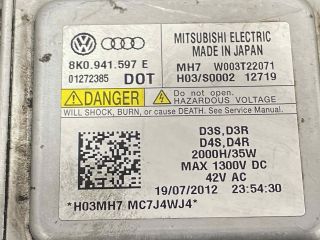 MITSUBISHI ELECTRIC
MADE IN JAPAN
8K0.941.597 E
MH7 W003T22071
01272385 DOT
H03/S0002 12719
DANGER
Do not open.
HAZARDOUS VOLTAGE
WILL SHOCK, BURN, or cause DEATH. See Service Manual.
D3S, D3R
D4S, D4R
2000H/35W
MAX 1300V DC
42V AC
19/07/2012 23:54:30
*H03MH7 MC7J4WJ4*